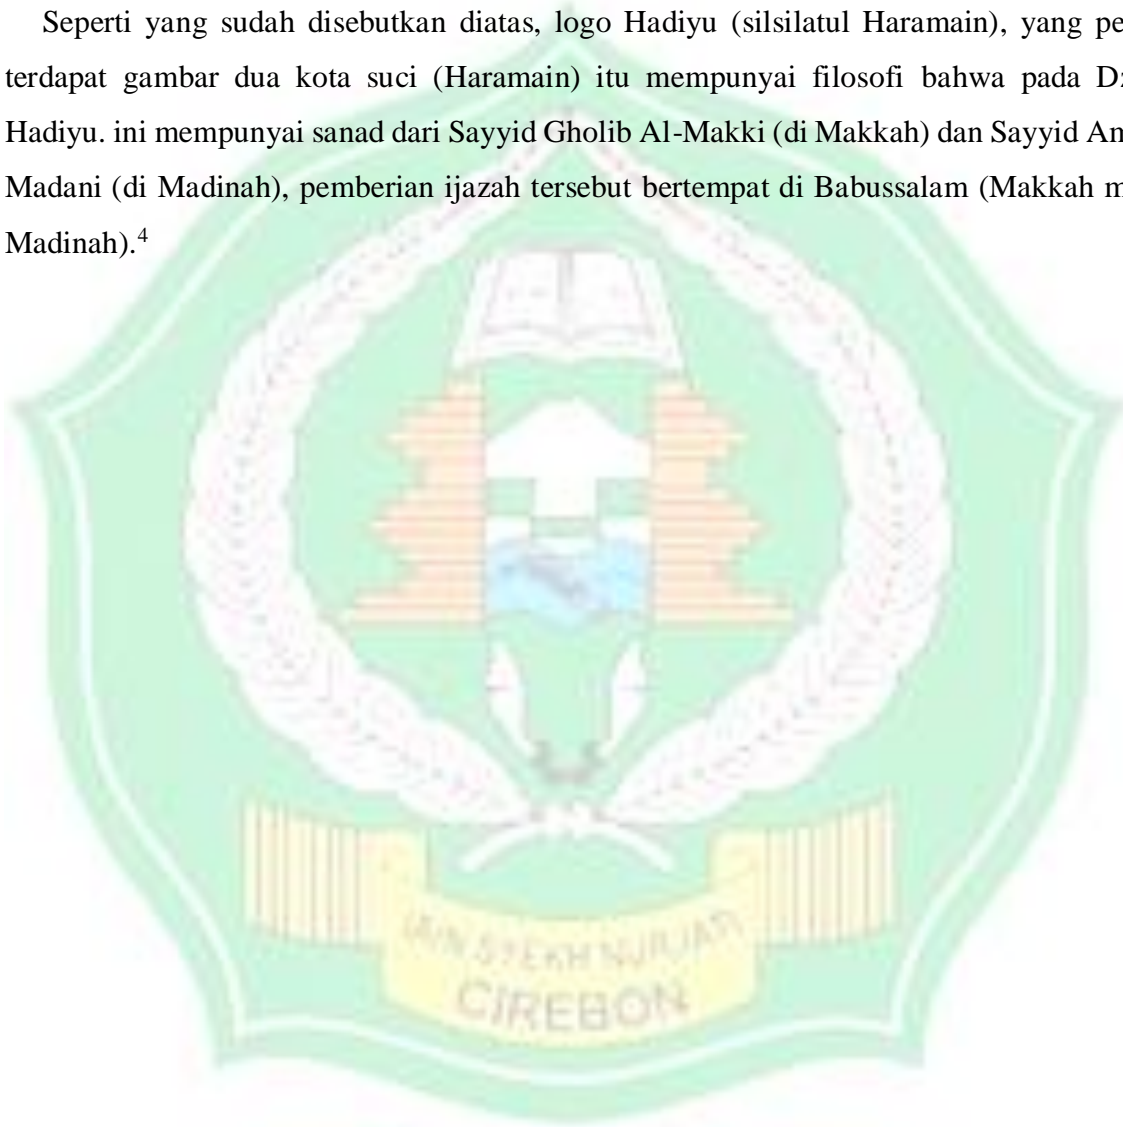 Seperti yang sudah disebutkan diatas, logo Hadiyu (silsilatul Haramain), yang pe
terdapat gambar dua kota suci (Haramain) itu mempunyai filosofi bahwa pada Dz
Hadiyu. ini mempunyai sanad dari Sayyid Gholib Al-Makki (di Makkah) dan Sayyid Am
Madani (di Madinah), pemberian ijazah tersebut bertempat di Babussalam (Makkah m
Madinah).⁴
IAIN SYEKH NURJATI
CIREBON